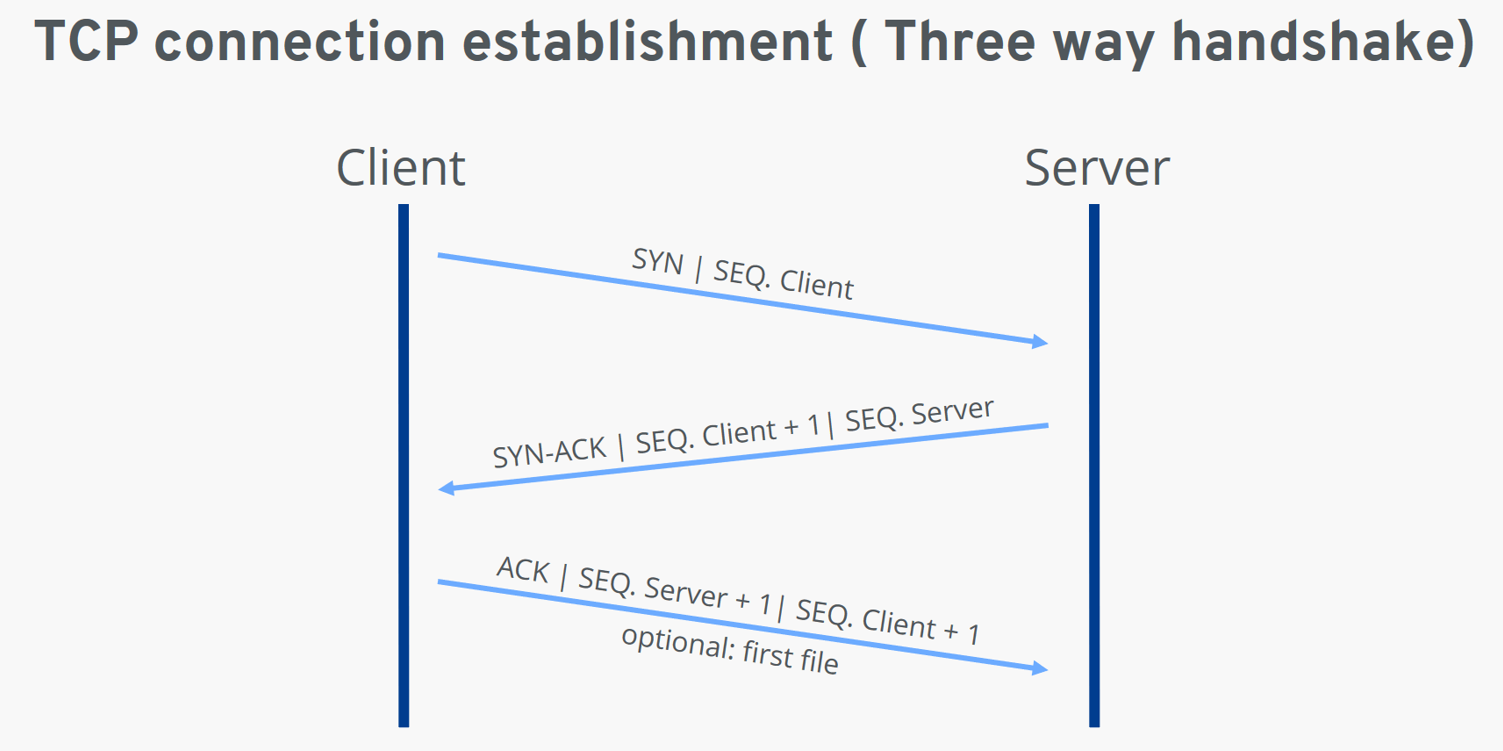 TCP connection establishment ( Three way handshake)
Client
Server
SYN | SEQ. Client
SYN-ACK | SEQ. Client + 1| SEQ. Server
ACK | SEQ. Server + 1| SEQ. Client + 1
optional: first file